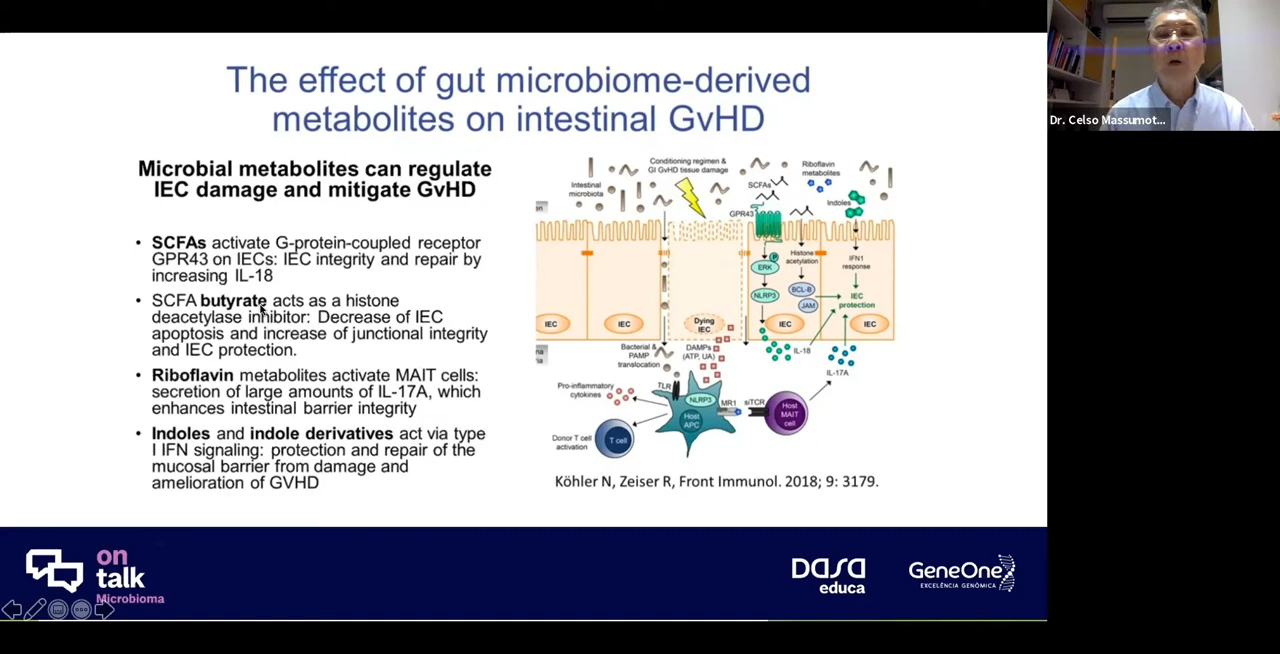 The effect of gut microbiome-derived
metabolites on intestinal GvHD
Microbial metabolites can regulate
IEC damage and mitigate GvHD
• SCFAs activate G-protein-coupled receptor
GPR43 on IECs: IEC integrity and repair by
increasing IL-18
• SCFA butyrate acts as a histone
deacetylase inhibitor: Decrease of IEC
apoptosis and increase of junctional integrity
and IEC protection.
• Riboflavin metabolites activate MAIT cells:
secretion of large amounts of IL-17A, which
enhances intestinal barrier integrity
• Indoles and indole derivatives act via type
I IFN signaling: protection and repair of the
mucosal barrier from damage and
amelioration of GVHD
Intestinal
microbiota
Conditioning regimen &
GI GvHD tissue damage
SCFAs
Riboflavin
metabolites
GPR43
Indoles
en
P
ERK
NLRP3
Histone
acetylation
BCL-B
JAM
IFN1
response
IEC
protection
IEC
IEC
Dying
IEC
IEC
IEC
na
ria
Bacterial &
PAMP
translocation
DAMPs
(ATP, UA)
IL-18
IL-17A
Pro-inflammatory
cytokines
TLR
NLRP3
Host
APC
MR1
siTCR
Host
MAIT
cell
Donor T cell
activation
T cell
Köhler N, Zeiser R, Front Immunol. 2018; 9: 3179.
on
talk
Microbioma
DASA
educa
GeneOne
EXCELÊNCIA GENÔMICA
Dr. Celso Massumot...